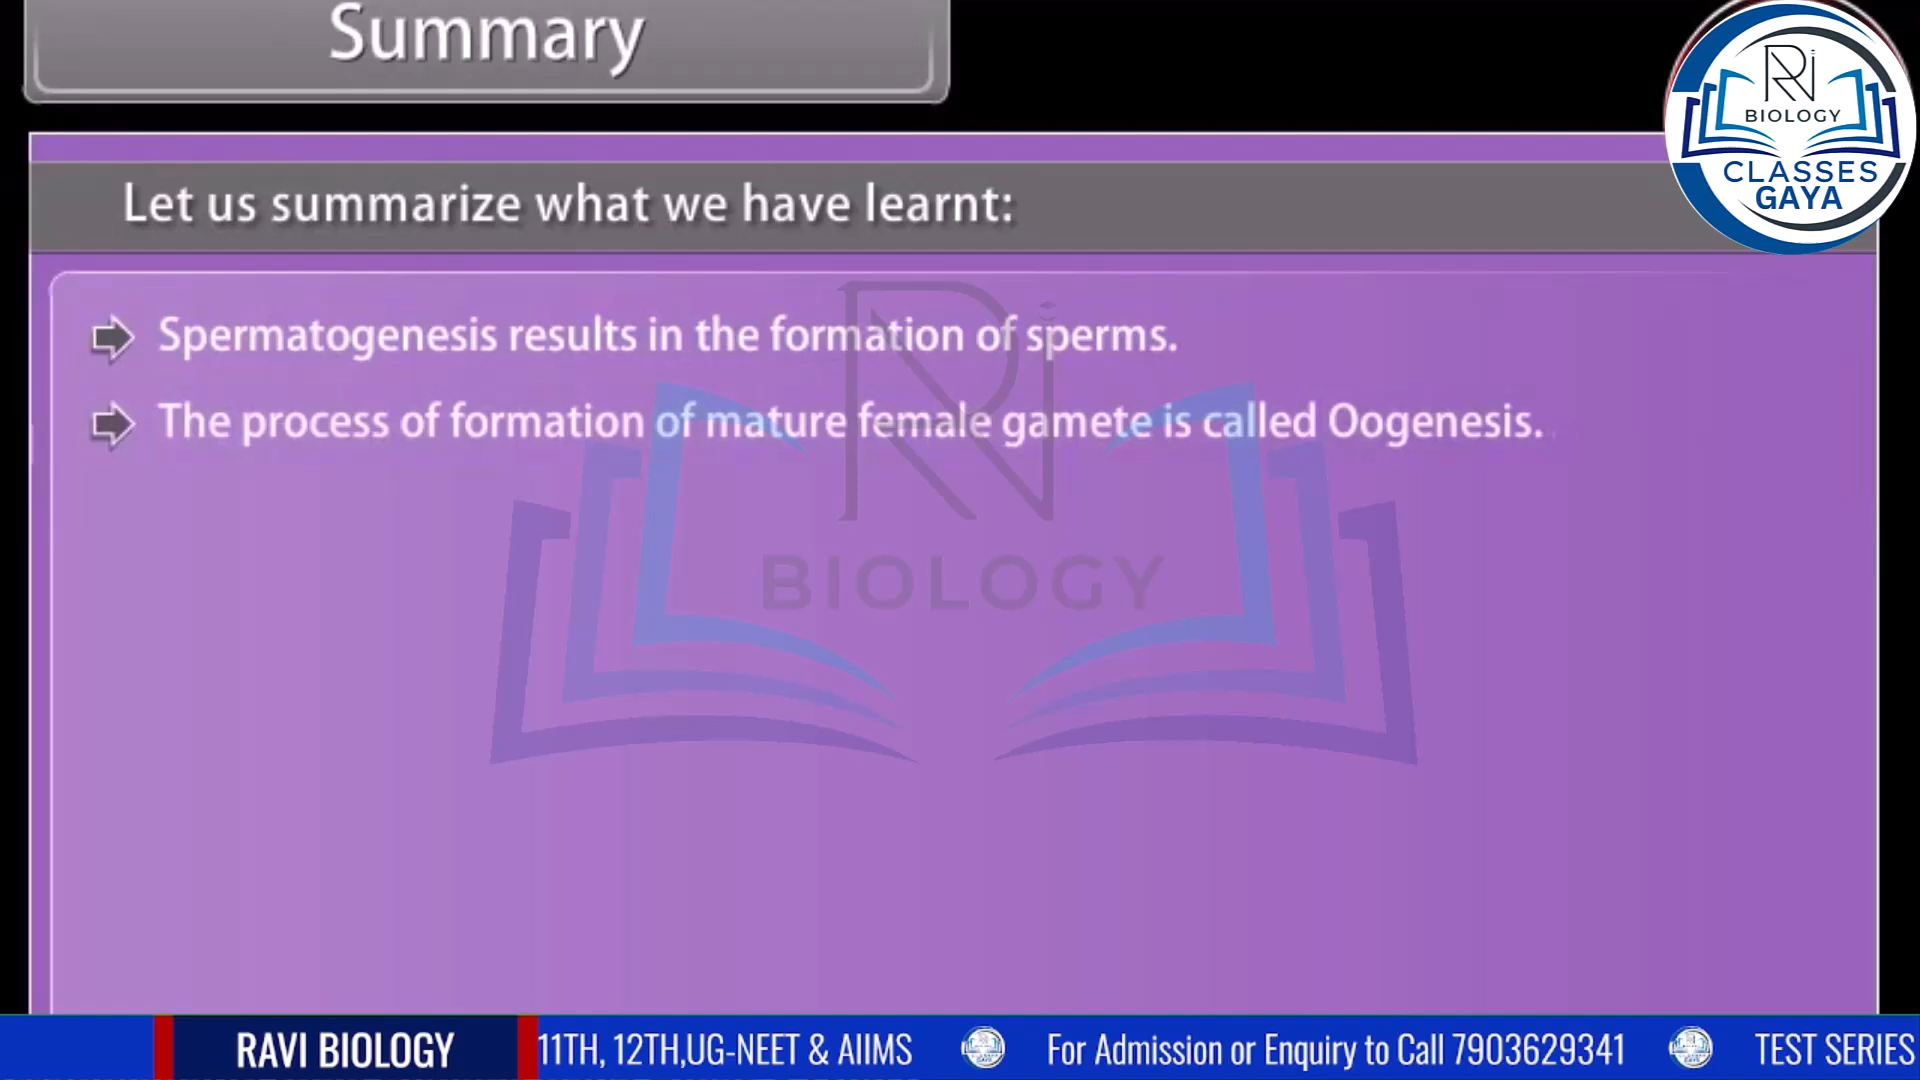 Summary
Ri
BIOLOGY
CLASSES
GAYA
Let us summarize what we have learnt:
Spermatogenesis results in the formation of sperms.
The process of formation of mature female gamete is called Oogenesis.
Ri
BIOLOGY
RAVI BIOLOGY 11TH, 12TH,UG-NEET & AIIMS For Admission or Enquiry to Call 7903629341 TEST SERIES